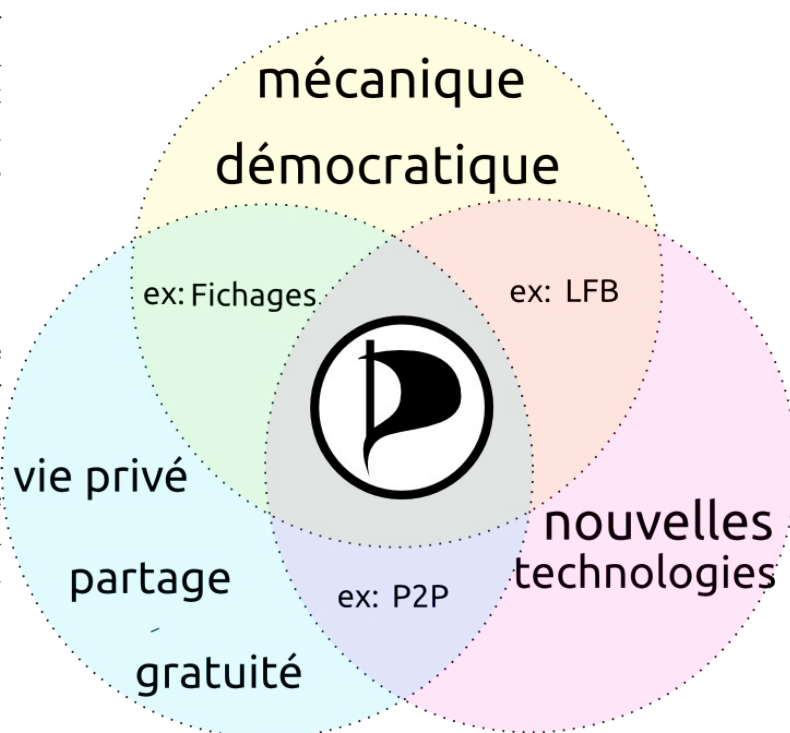 mécanique
démocratique
ex: Fichages
ex: LFB
vie privé
nouvelles
technologies
partage
ex: P2P
gratuité